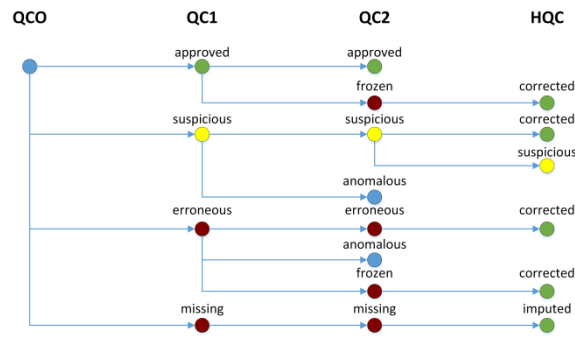 QCO QC1 QC2 HQC
approved approved
frozen corrected
suspicious suspicious corrected
suspicious
anomalous
erroneous erroneous corrected
anomalous
frozen corrected
missing missing imputed